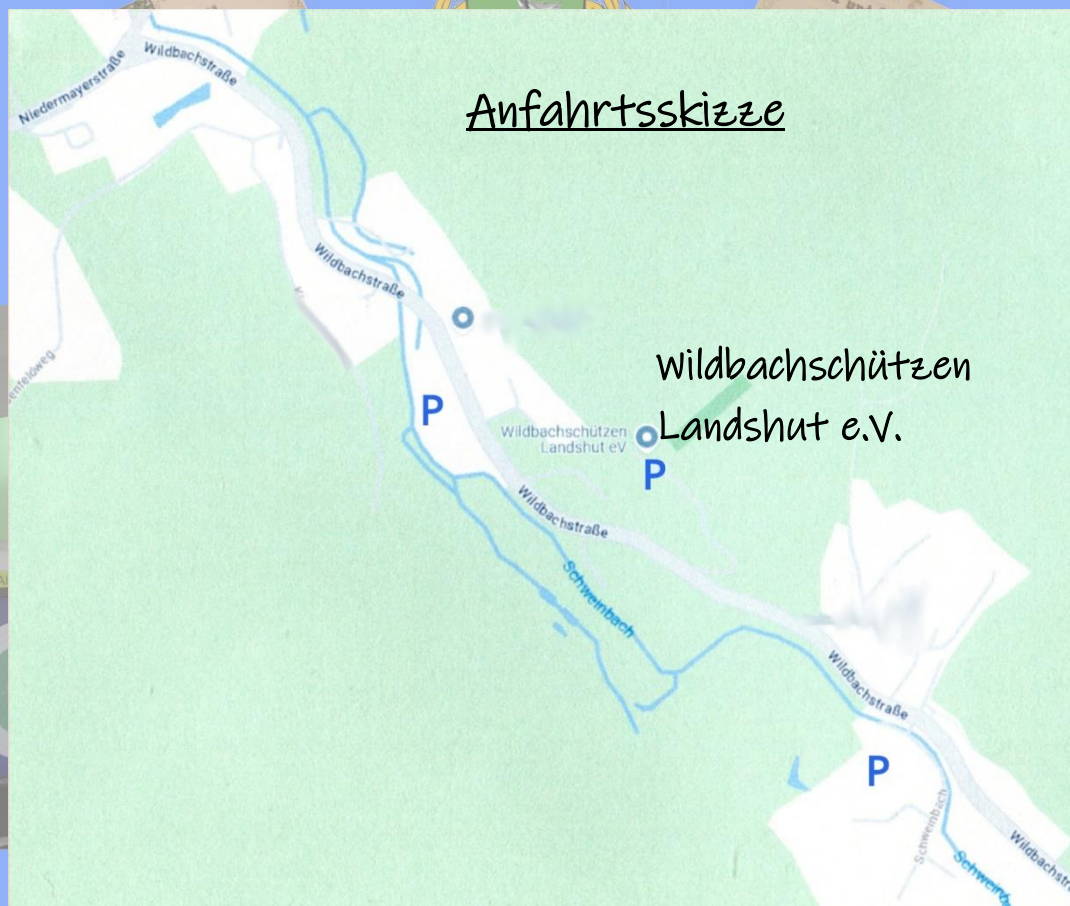 Wildbachstraße
Niedermayerstraße
Anfahrtsskizze
Wildbachstraße
Wildbachschützen
Landshut e.V.
P
Wildbachschützen
Landshut eV
P
Wildbachstraße
Schweinbach
Wildbachstraße
P
Schweinbach